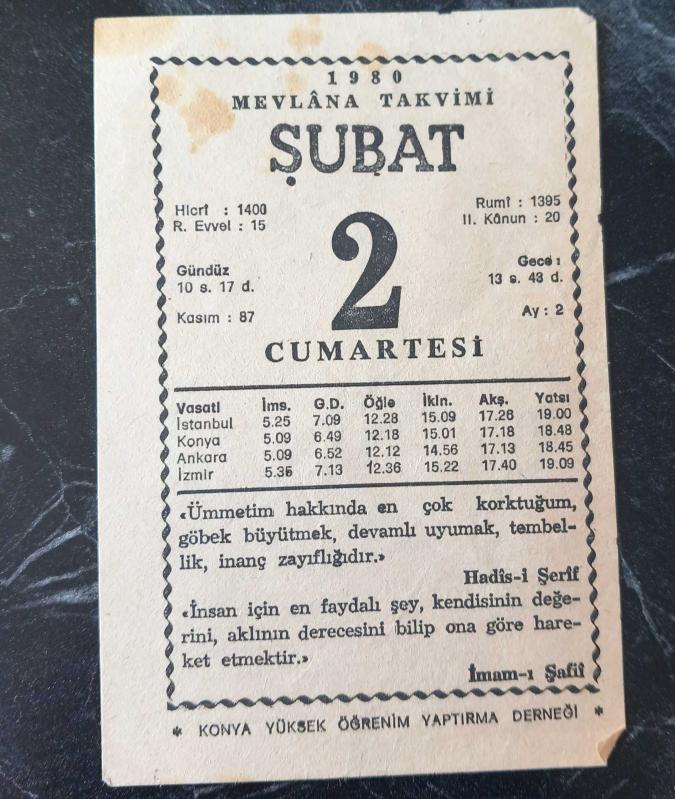 1980
MEVLÂNA TAKVİMİ
ŞUBAT
Hicrî : 1400
R. Evvel : 15
Rumî : 1395
II. Kânun : 20
2
Gündüz
10 s. 17 d.
Gece :
13 s. 43 d.
Kasım : 87
Ay : 2
CUMARTESİ
Vasati İms. G.D. Öğle İkin. Akş. Yatsı
İstanbul 5.25 7.09 12.28 15.09 17.26 19.00
Konya 5.09 6.49 12.18 15.01 17.18 18.48
Ankara 5.09 6.52 12.12 14.56 17.13 18.45
İzmir 5.35 7.13 12.36 15.22 17.40 19.09
«Ümmetim hakkında en çok korktuğum,
göbek büyütmek, devamlı uyumak, tembel-
lik, inanç zayıflığıdır.»
Hadîs-i Şerîf
«İnsan için en faydalı şey, kendisinin değe-
rini, aklının derecesini bilip ona göre hare-
ket etmektir.»
İmam-ı Şafiî
* KONYA YÜKSEK ÖĞRENİM YAPTIRMA DERNEĞİ *